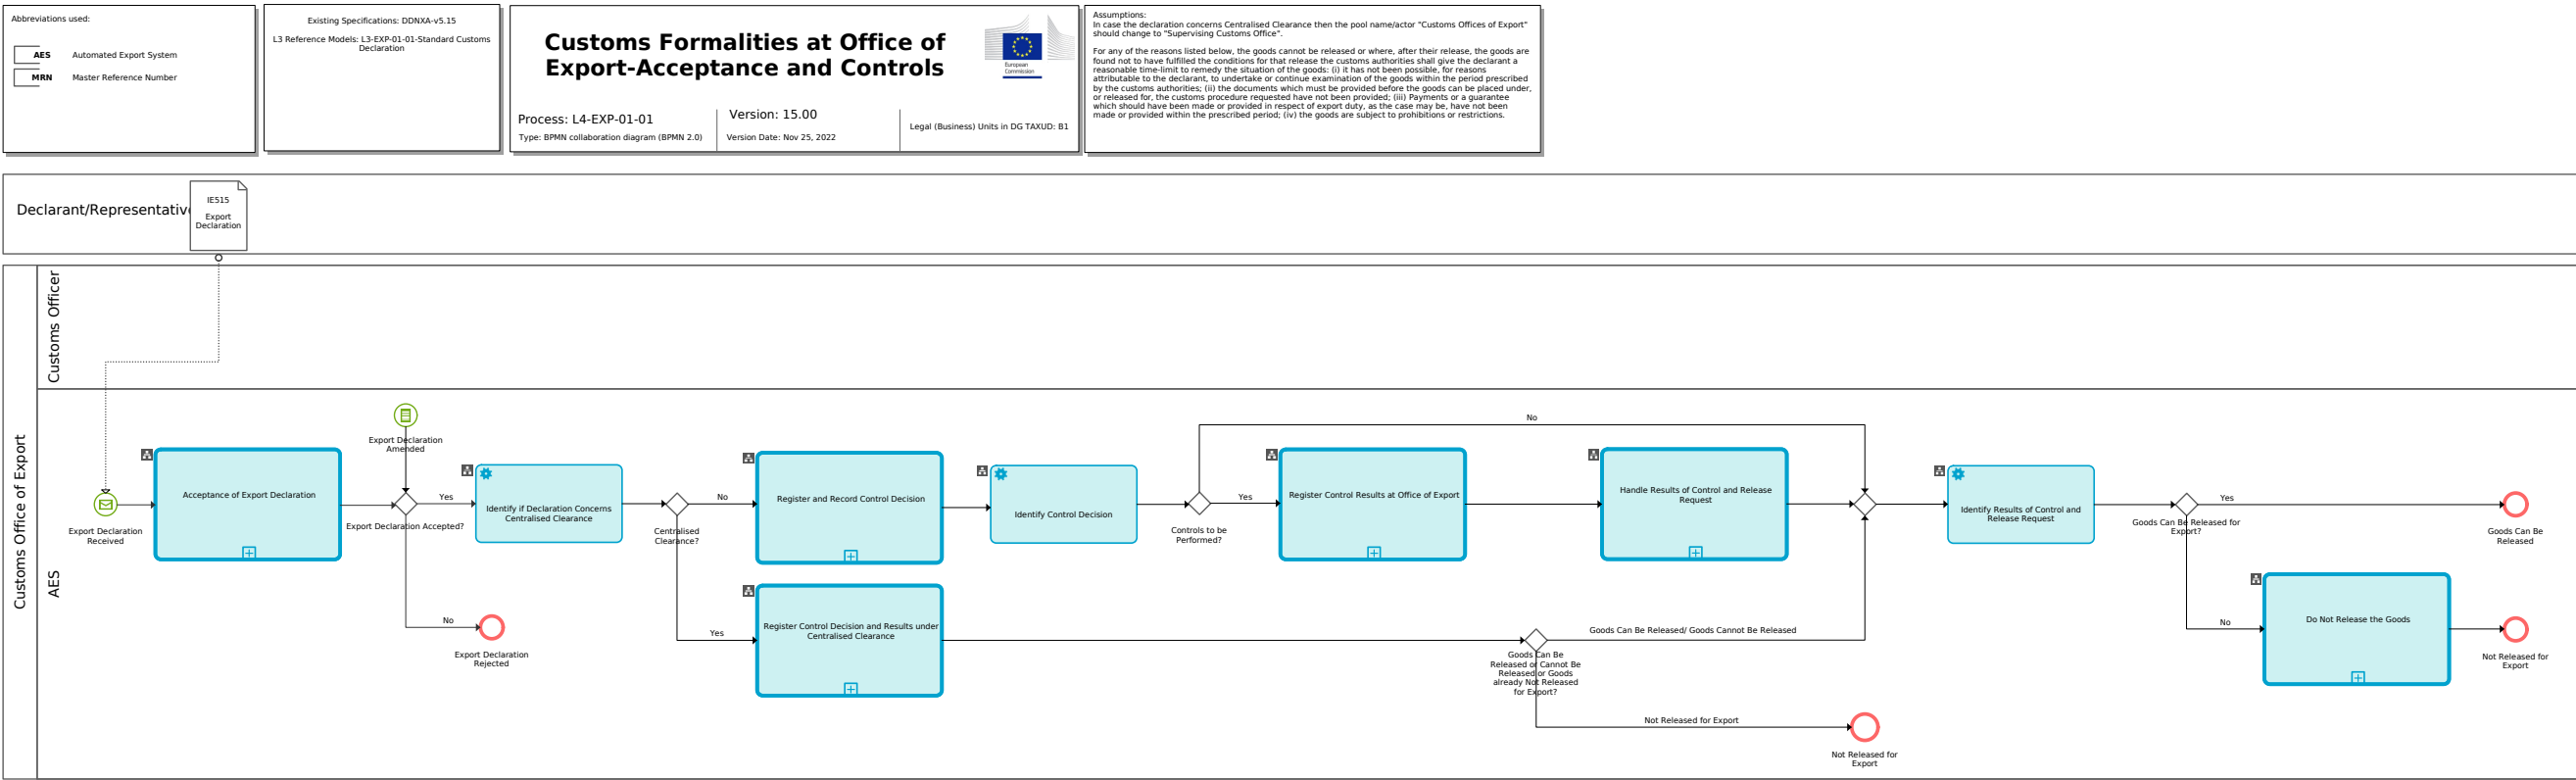 Abbreviations used:
AES
Automated Export System
MRN
Master Reference Number
Existing Specifications: DDNXA-v5.15
L3 Reference Models: L3-EXP-01-01-Standard Customs
Declaration
Customs Formalities at Office of
Export-Acceptance and Controls
European
Commission
Process: L4-EXP-01-01
Type: BPMN collaboration diagram (BPMN 2.0)
Version: 15.00
Version Date: Nov 25, 2022
Legal (Business) Units in DG TAXUD: B1
Assumptions:
In case the declaration concerns Centralised Clearance then the pool name/actor "Customs Offices of Export"
should change to "Supervising Customs Office".
For any of the reasons listed below, the goods cannot be released or where, after their release, the goods are
found not to have fulfilled the conditions for that release the customs authorities shall give the declarant a
reasonable time-limit to remedy the situation of the goods: (i) it has not been possible, for reasons
attributable to the declarant, to undertake or continue examination of the goods within the period prescribed
by the customs authorities; (ii) the documents which must be provided before the goods can be placed under,
or released for, the customs procedure requested have not been provided; (iii) Payments or a guarantee
which should have been made or provided in respect of export duty, as the case may be, have not been
made or provided within the prescribed period; (iv) the goods are subject to prohibitions or restrictions.
Declarant/Representative
IE515
Export
Declaration
Customs Office of Export
Customs Officer
AES
Export Declaration
Received
Acceptance of Export Declaration
Export Declaration
Amended
Export Declaration Accepted?
Yes
No
Export Declaration
Rejected
Identify if Declaration Concerns
Centralised Clearance
Centralised
Clearance?
No
Yes
Register and Record Control Decision
Register Control Decision and Results under
Centralised Clearance
Identify Control Decision
Controls to be
Performed?
No
Yes
Register Control Results at Office of Export
Handle Results of Control and Release
Request
Goods Can Be
Released or Cannot Be
Released or Goods
already Not Released
for Export?
Goods Can Be Released/ Goods Cannot Be Released
Not Released for Export
Not Released for
Export
Identify Results of Control and
Release Request
Goods Can Be Released for
Export?
Yes
No
Goods Can Be
Released
Do Not Release the Goods
Not Released for
Export